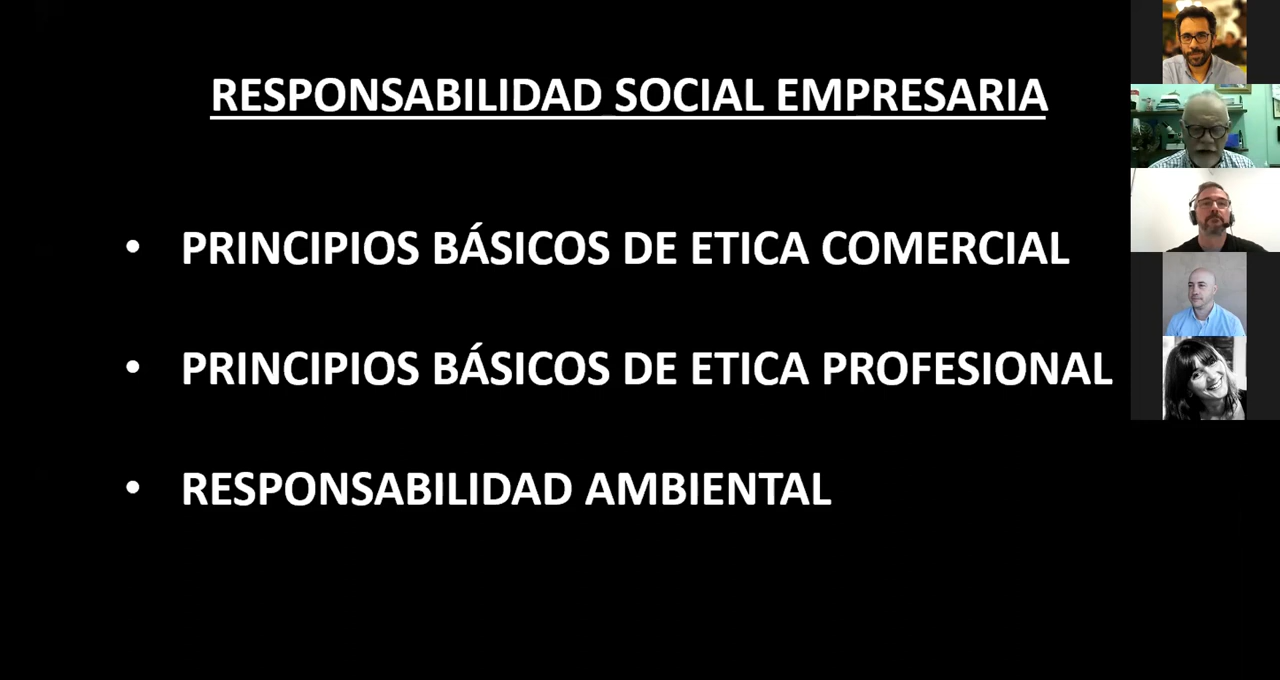 RESPONSABILIDAD SOCIAL EMPRESARIA
• PRINCIPIOS BÁSICOS DE ETICA COMERCIAL
• PRINCIPIOS BÁSICOS DE ETICA PROFESIONAL
• RESPONSABILIDAD AMBIENTAL